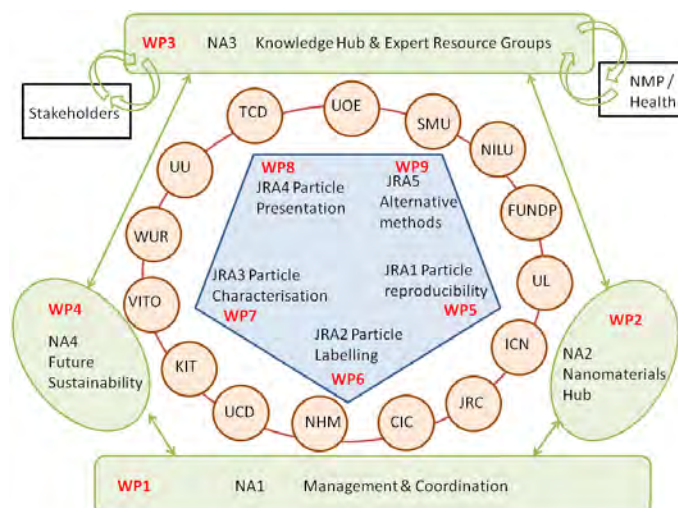 WP3 NA3 Knowledge Hub & Expert Resource Groups
Stakeholders
NMP /
Health
TCD
UOE
SMU
NILU
UU
FUNDP
WUR
UL
VITO
ICN
KIT
JRC
UCD
NHM
CIC
WP8
JRA4 Particle
Presentation
WP9
JRA5
Alternative
methods
JRA3 Particle
Characterisation
WP7
JRA1 Particle
reproducibility
WP5
JRA2 Particle
Labelling
WP6
WP4
NA4
Future
Sustainability
WP2
NA2
Nanomaterials
Hub
WP1 NA1 Management & Coordination